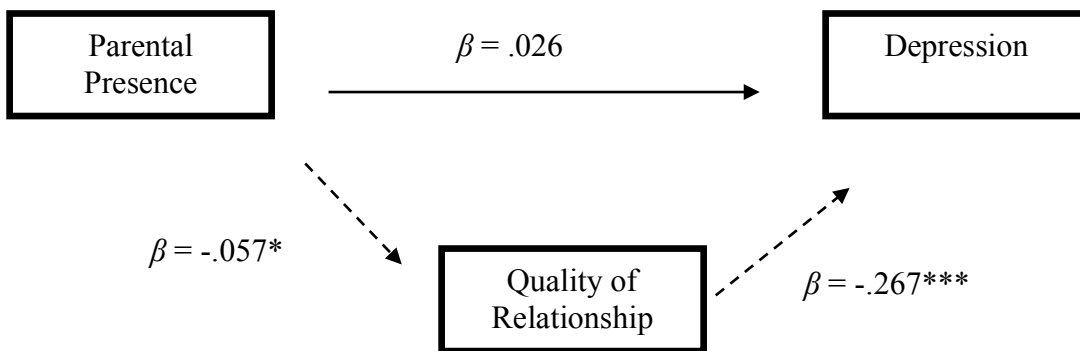 Parental
Presence
β = .026
Depression
β = -.057*
Quality of
Relationship
β = -.267***